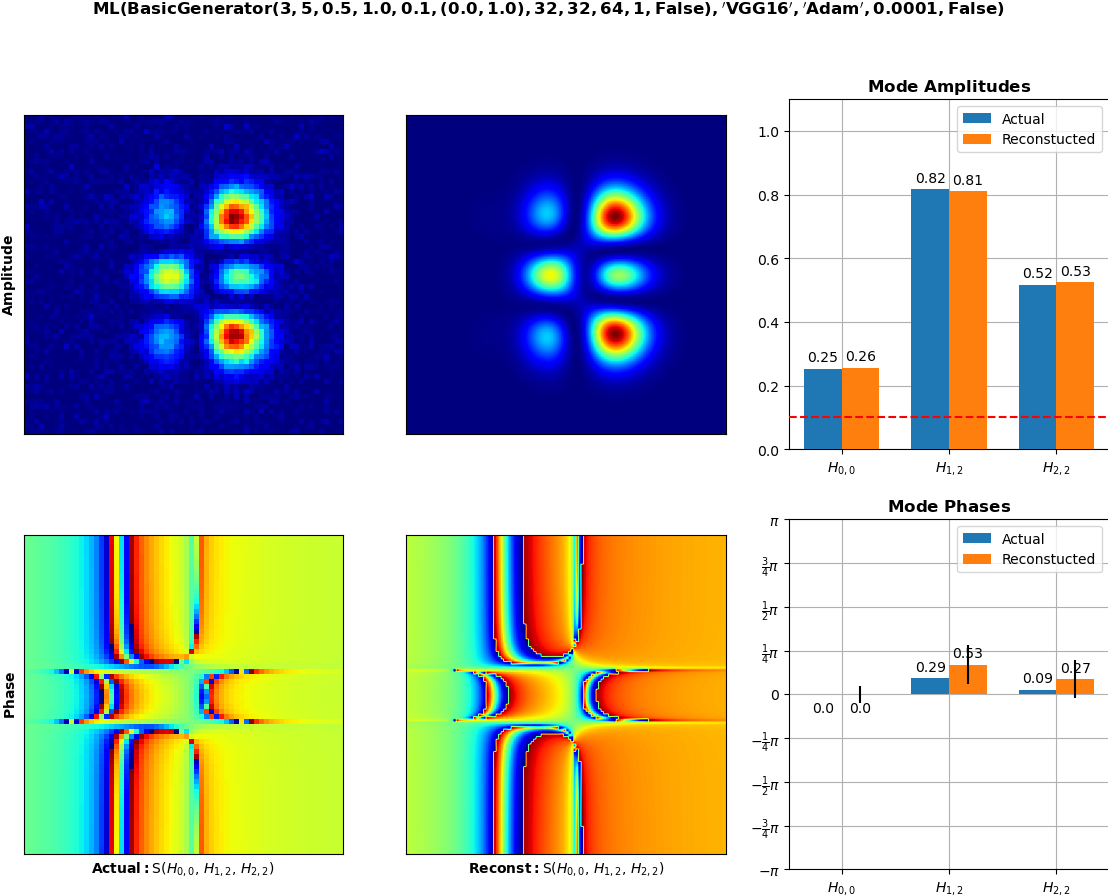 ML(BasicGenerator(3, 5, 0.5, 1.0, 0.1, (0.0, 1.0), 32, 32, 64, 1, False), ′VGG16′, ′Adam′, 0.0001, False)
Amplitude
Mode Amplitudes
Actual
Reconstucted
1.0
0.8
0.6
0.4
0.2
0.0
0.25
0.26
0.82
0.81
0.52
0.53
H0,0
H1,2
H2,2
Phase
Actual: S(H0,0, H1,2, H2,2)
Reconst: S(H0,0, H1,2, H2,2)
Mode Phases
Actual
Reconstucted
π
3/4π
1/2π
1/4π
0
−1/4π
−1/2π
−3/4π
−π
0.0
0.0
0.29
0.53
0.09
0.27
H0,0
H1,2
H2,2